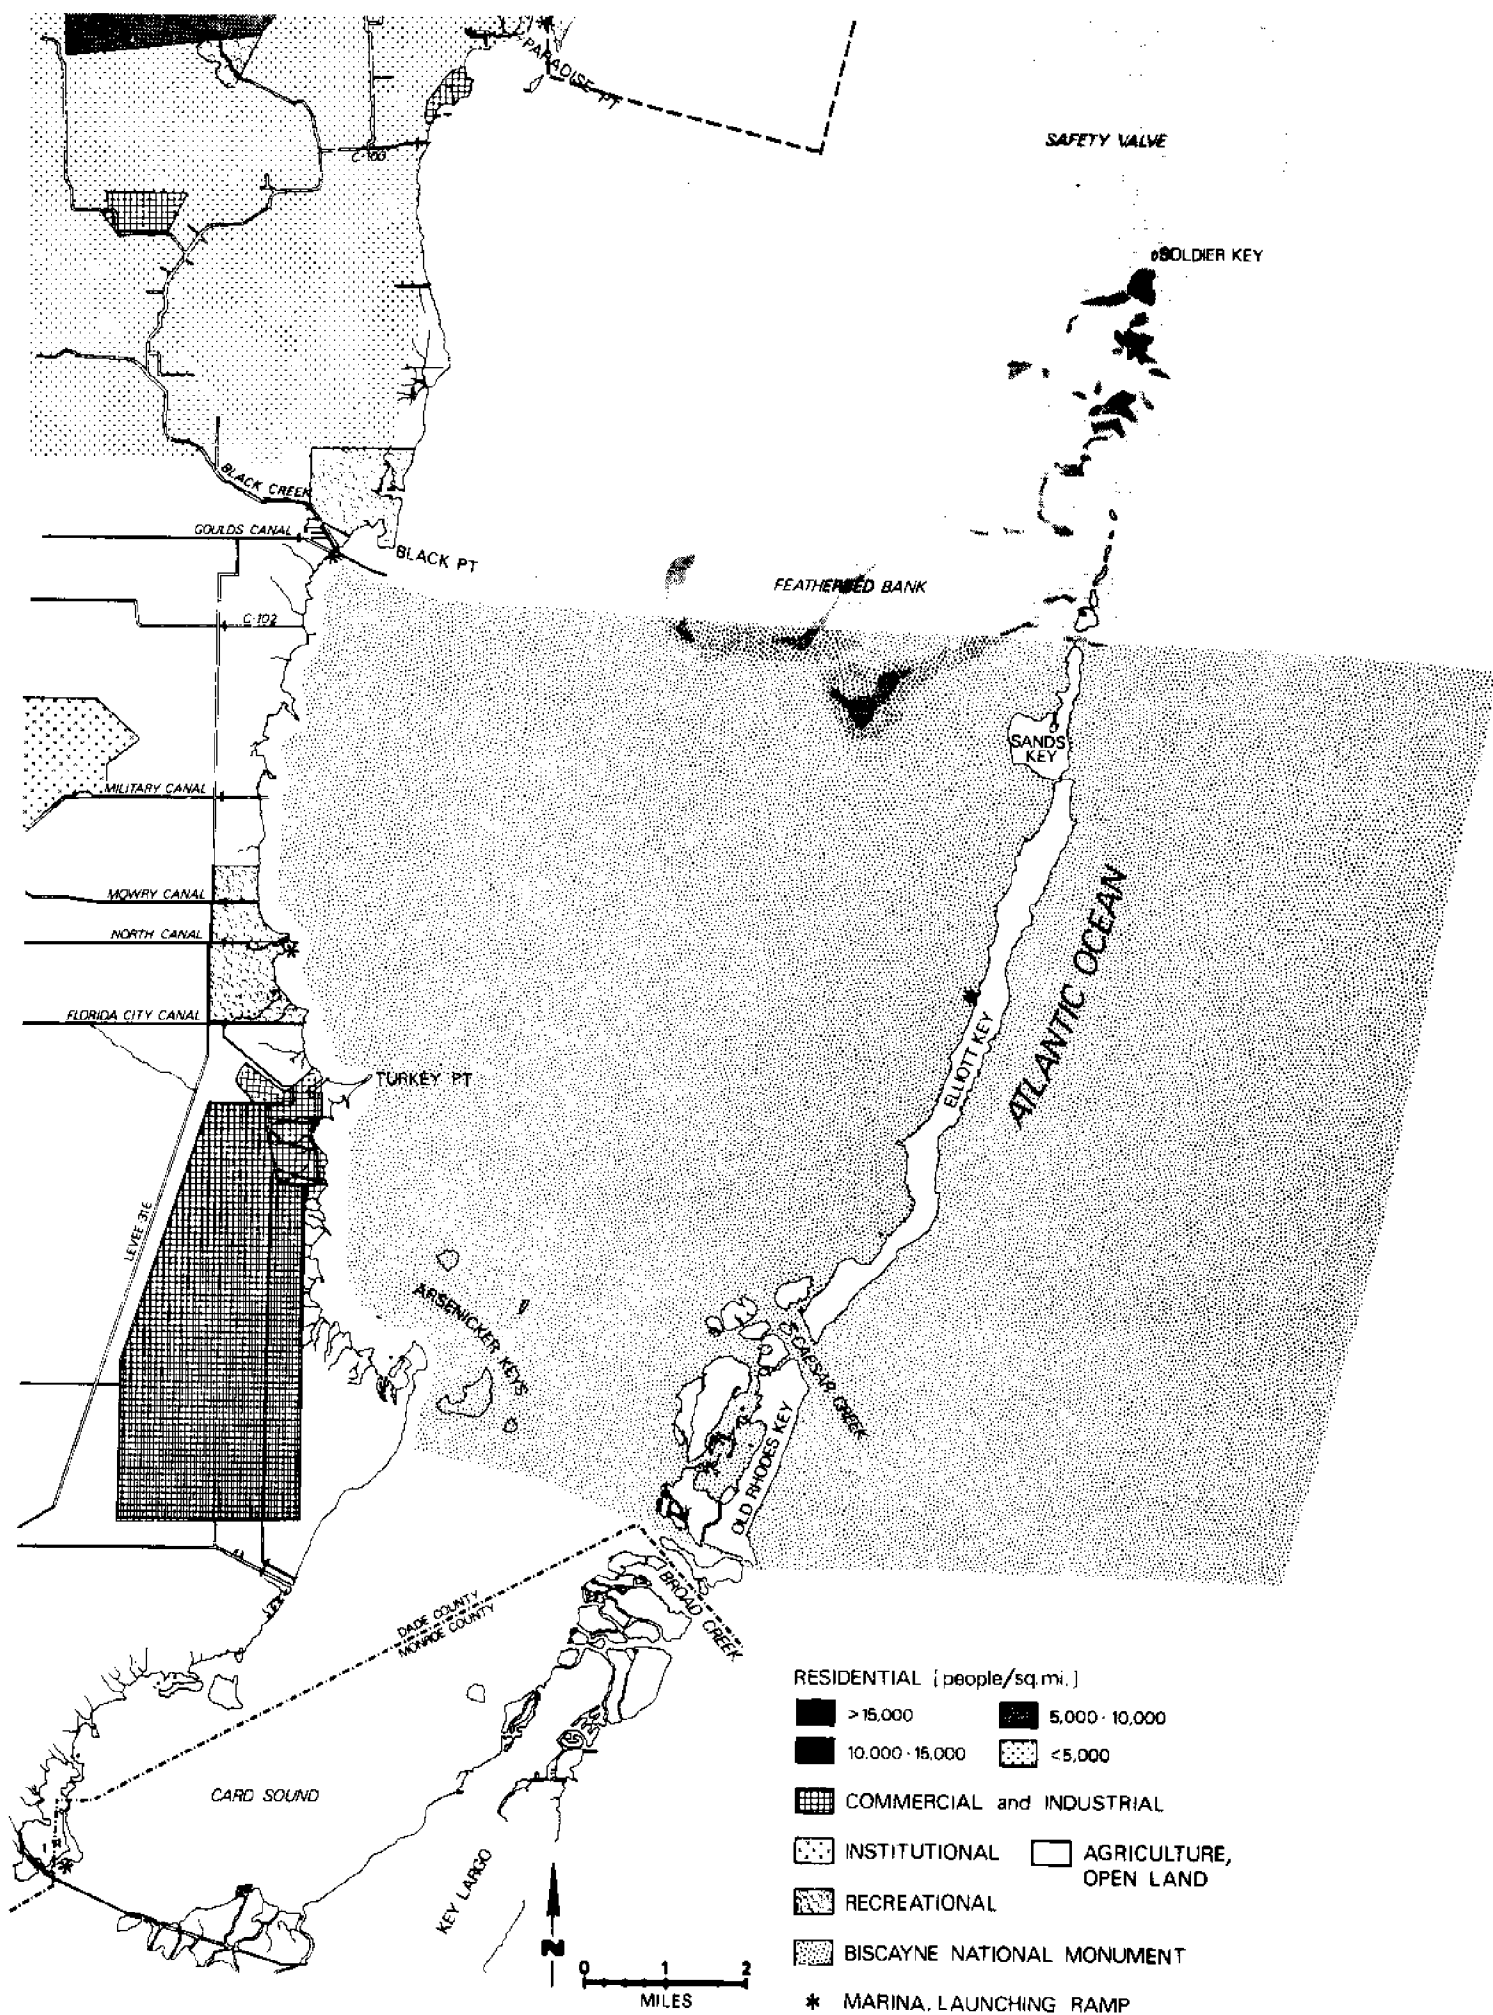 PARADISE PT
C-100
SAFETY VALVE
SOLDIER KEY
BLACK CREEK
GOULDS CANAL
BLACK PT
FEATHERBED BANK
C-102
SANDS
KEY
MILITARY CANAL
MOWRY CANAL
NORTH CANAL
FLORIDA CITY CANAL
ATLANTIC OCEAN
ELLIOTT KEY
TURKEY PT
LEVEE 31E
ARSENICKER KEYS
CAESAR CREEK
OLD RHODES KEY
BROAD CREEK
DADE COUNTY
MONROE COUNTY
CARD SOUND
KEY LARGO
N
0 1 2
MILES
RESIDENTIAL (people/sq.mi.)
>15,000
5,000-10,000
10,000-15,000
<5,000
COMMERCIAL and INDUSTRIAL
INSTITUTIONAL
AGRICULTURE,
OPEN LAND
RECREATIONAL
BISCAYNE NATIONAL MONUMENT
* MARINA, LAUNCHING RAMP